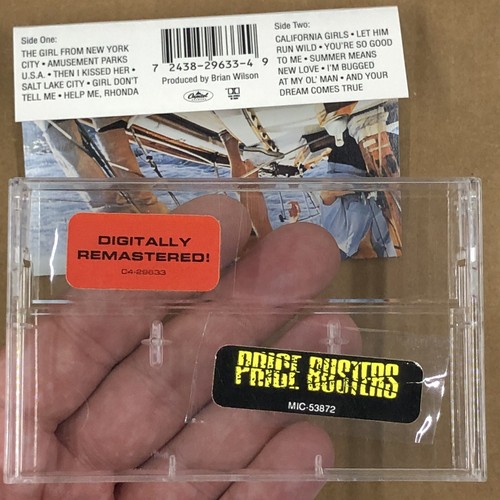 Side One:
THE GIRL FROM NEW YORK
CITY • AMUSEMENT PARKS
U.S.A. • THEN I KISSED HER •
SALT LAKE CITY • GIRL DON'T
TELL ME • HELP ME, RHONDA
7 2438-29633-4 9
Produced by Brian Wilson
Capitol
Side Two:
CALIFORNIA GIRLS • LET HIM
RUN WILD • YOU'RE SO GOOD
TO ME • SUMMER MEANS
NEW LOVE • I'M BUGGED
AT MY OL' MAN • AND YOUR
DREAM COMES TRUE
DIGITALLY
REMASTERED!
C4-29633
PRICE BUSTERS
MIC-53872